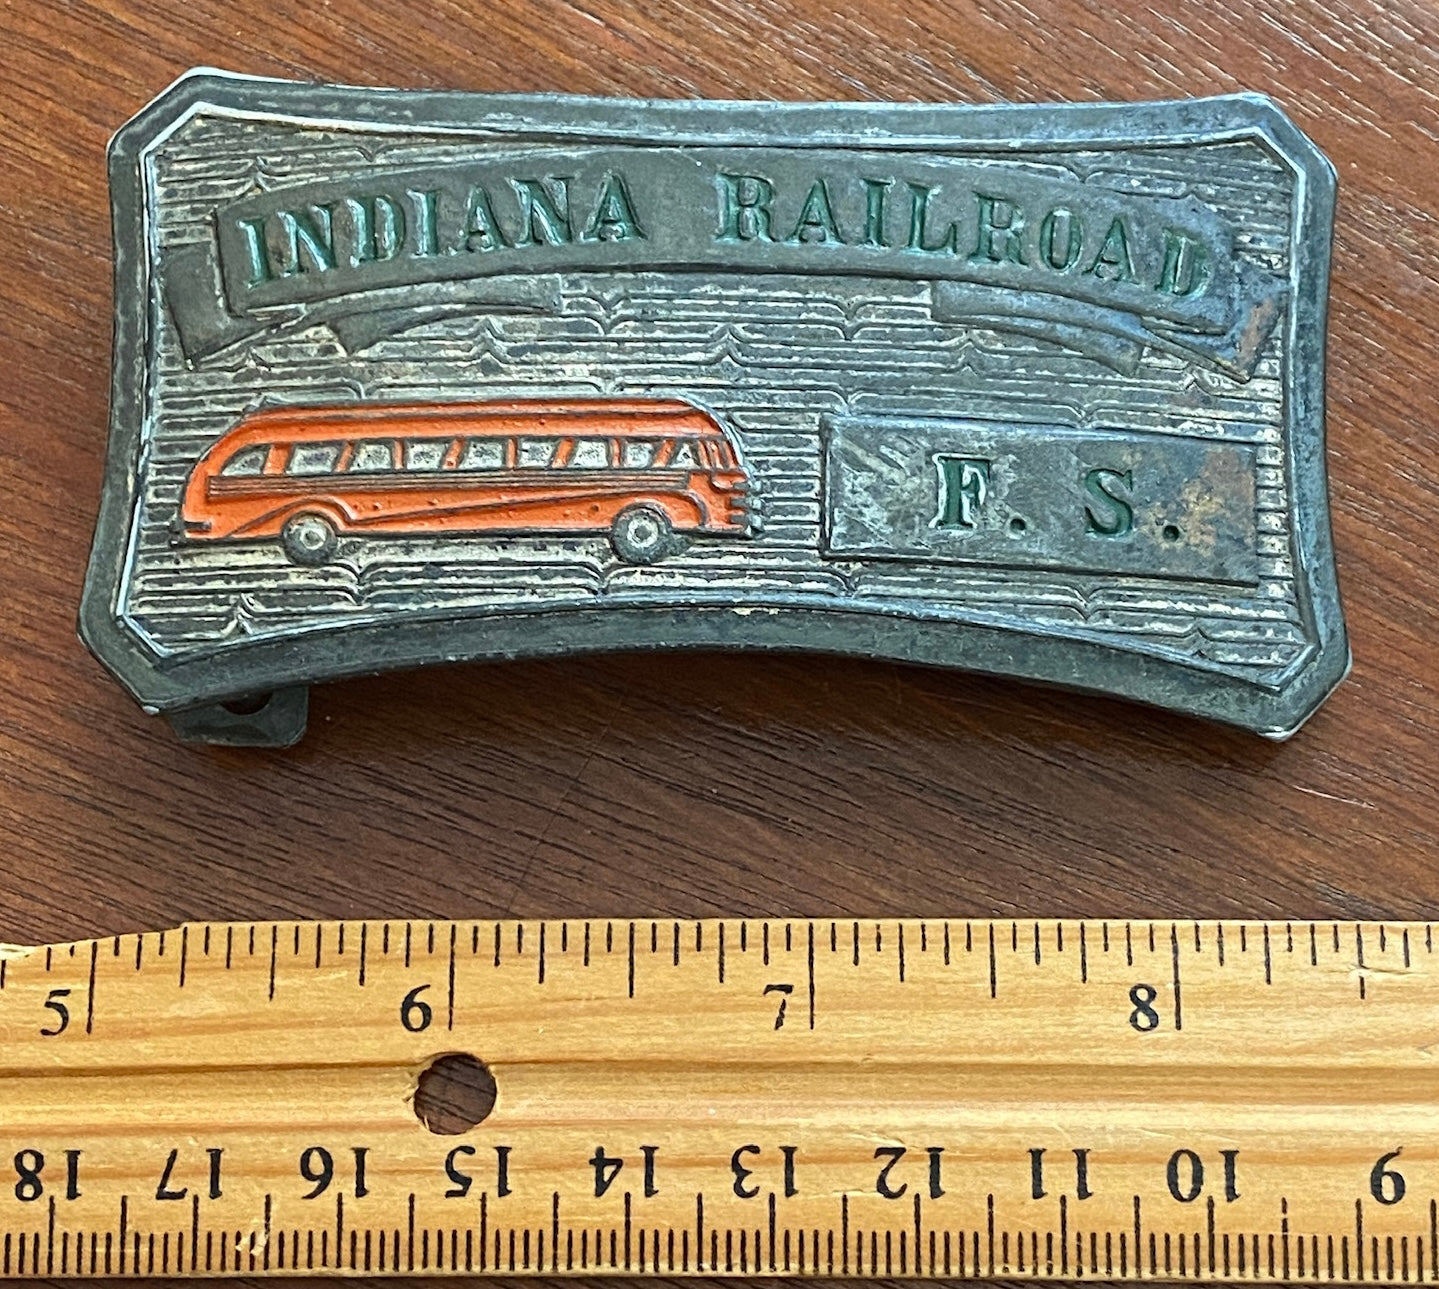 INDIANA RAILROAD
F. S.
5 6 7 8
18 17 16 15 14 13 12 11 10 9